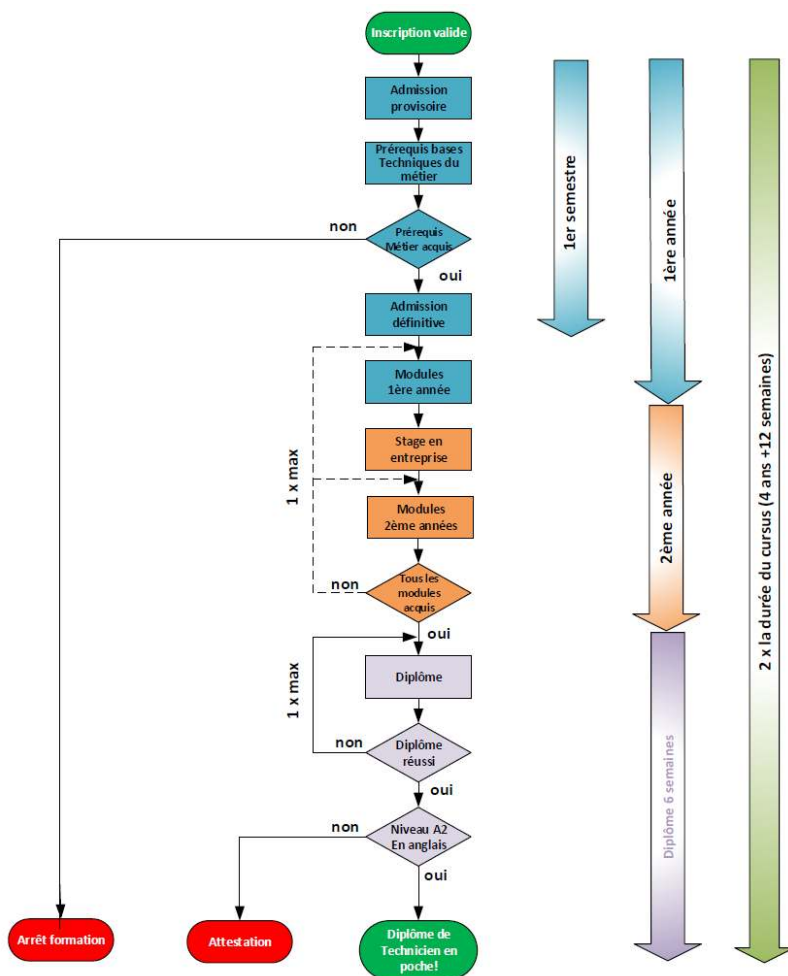 Inscription valide
Admission
provisoire
Prérequis bases
Techniques du
métier
non
Prérequis
Métier acquis
oui
Admission
définitive
Modules
1ère année
Stage en
entreprise
1 x max
Modules
2ème années
non
Tous les
modules
acquis
oui
Diplôme
1 x max
non
Diplôme
réussi
oui
non
Niveau A2
En anglais
oui
Arrêt formation
Attestation
Diplôme de
Technicien en
poche!
1er semestre
1ère année
2ème année
Diplôme 6 semaines
2 x la durée du cursus (4 ans +12 semaines)